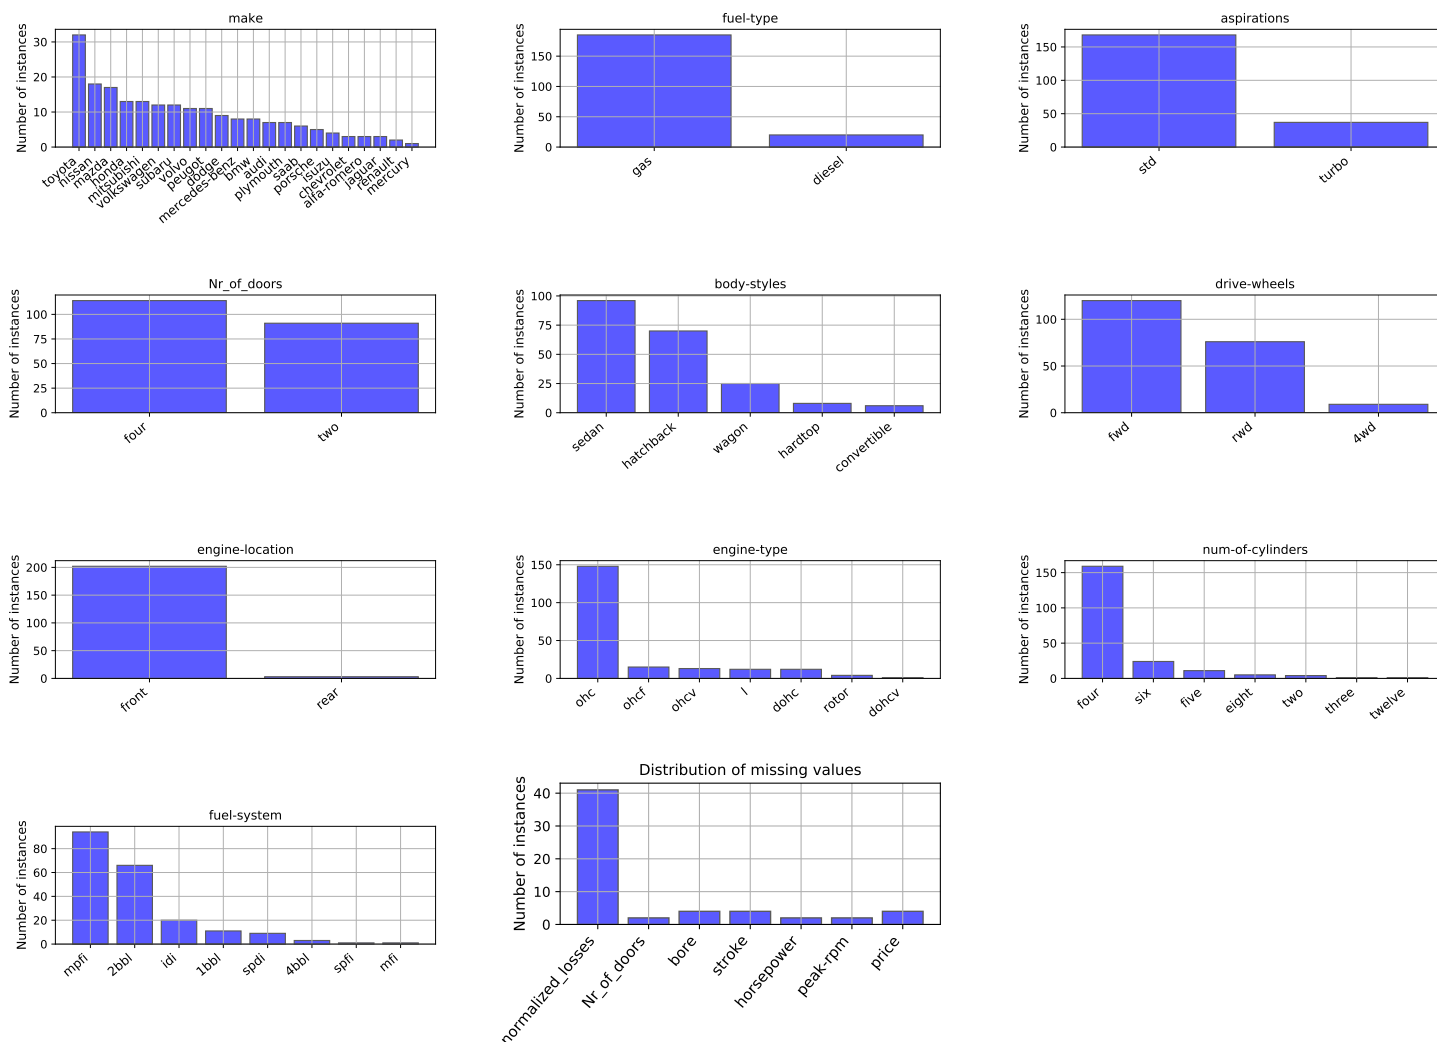 make
Number of instances
30
20
10
0
toyota
nissan
mazda
honda
mitsubishi
volkswagen
subaru
volvo
peugot
dodge
mercedes-benz
bmw
audi
plymouth
saab
porsche
isuzu
chevrolet
alfa-romero
jaguar
renault
mercury
fuel-type
Number of instances
150
100
50
0
gas
diesel
aspirations
Number of instances
150
100
50
0
std
turbo
Nr_of_doors
Number of instances
100
75
50
25
0
four
two
body-styles
Number of instances
100
75
50
25
0
sedan
hatchback
wagon
hardtop
convertible
drive-wheels
Number of instances
100
50
0
fwd
rwd
4wd
engine-location
Number of instances
200
150
100
50
0
front
rear
engine-type
Number of instances
150
100
50
0
ohc
ohcf
ohcv
l
dohc
rotor
dohcv
num-of-cylinders
Number of instances
150
100
50
0
four
six
five
eight
two
three
twelve
fuel-system
Number of instances
80
60
40
20
0
mpfi
2bbl
idi
1bbl
spdi
4bbl
spfi
mfi
Distribution of missing values
Number of instances
40
30
20
10
0
normalized_losses
Nr_of_doors
bore
stroke
horsepower
peak-rpm
price